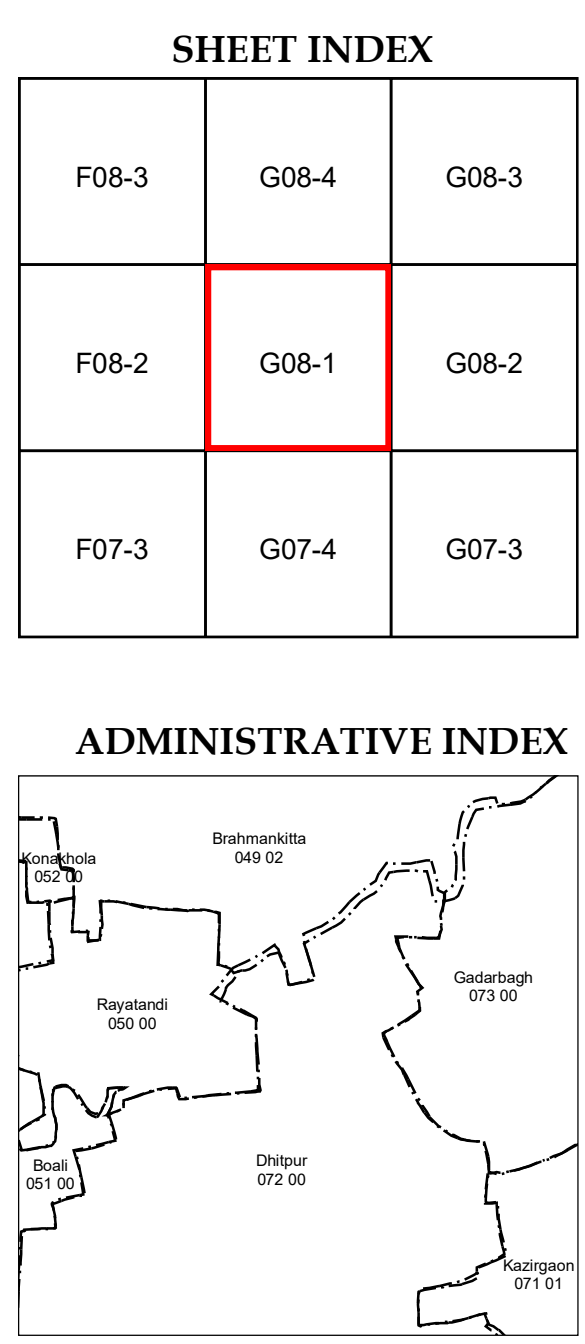 SHEET INDEX
F08-3
G08-4
G08-3
F08-2
G08-1
G08-2
F07-3
G07-4
G07-3
ADMINISTRATIVE INDEX
Brahmankitta
049 02
Konakhola
052 00
Gadarbagh
073 00
Rayatandi
050 00
Boali
051 00
Dhitpur
072 00
Kazirgaon
071 01